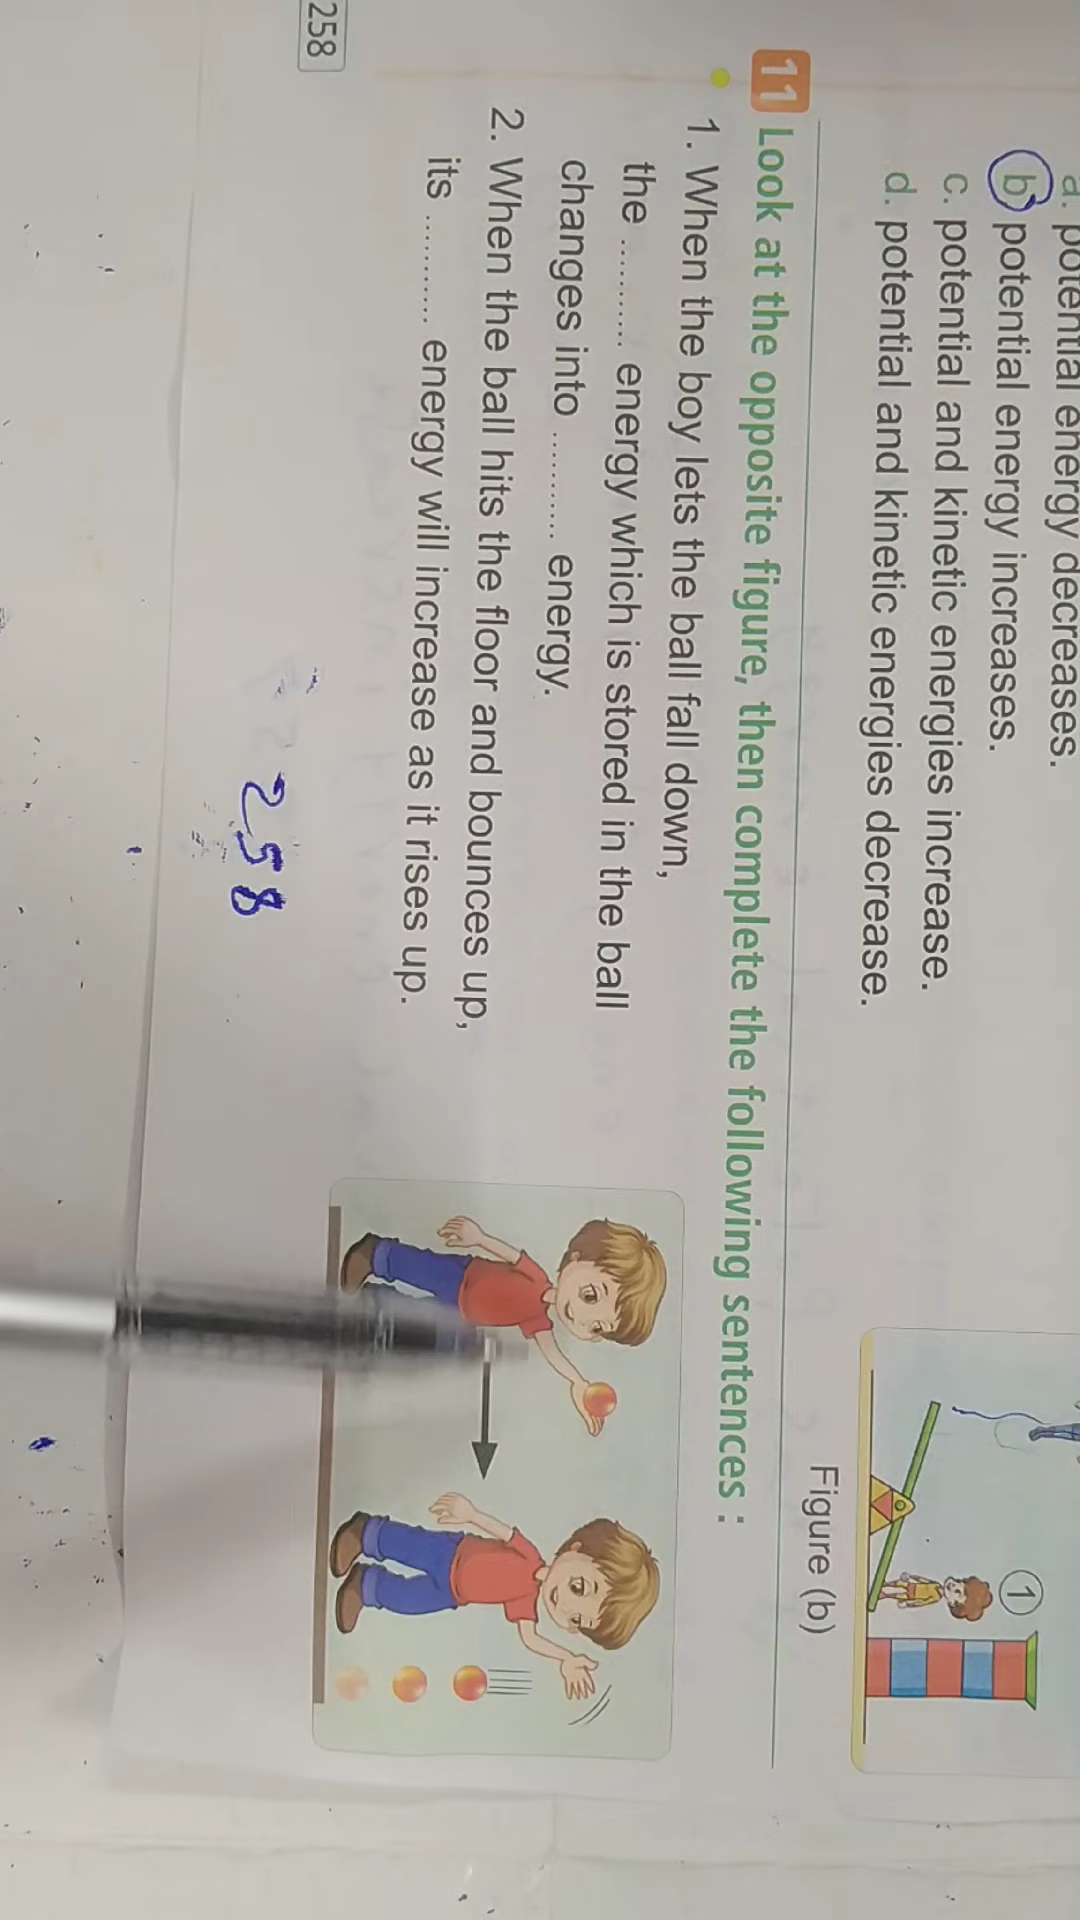 a. potential energy decreases.
b. potential energy increases.
c. potential and kinetic energies increase.
d. potential and kinetic energies decrease.
1
Figure (b)
11 Look at the opposite figure, then complete the following sentences :
1. When the boy lets the ball fall down,
the .......... energy which is stored in the ball
changes into .......... energy.
2. When the ball hits the floor and bounces up,
its .......... energy will increase as it rises up.
258
258